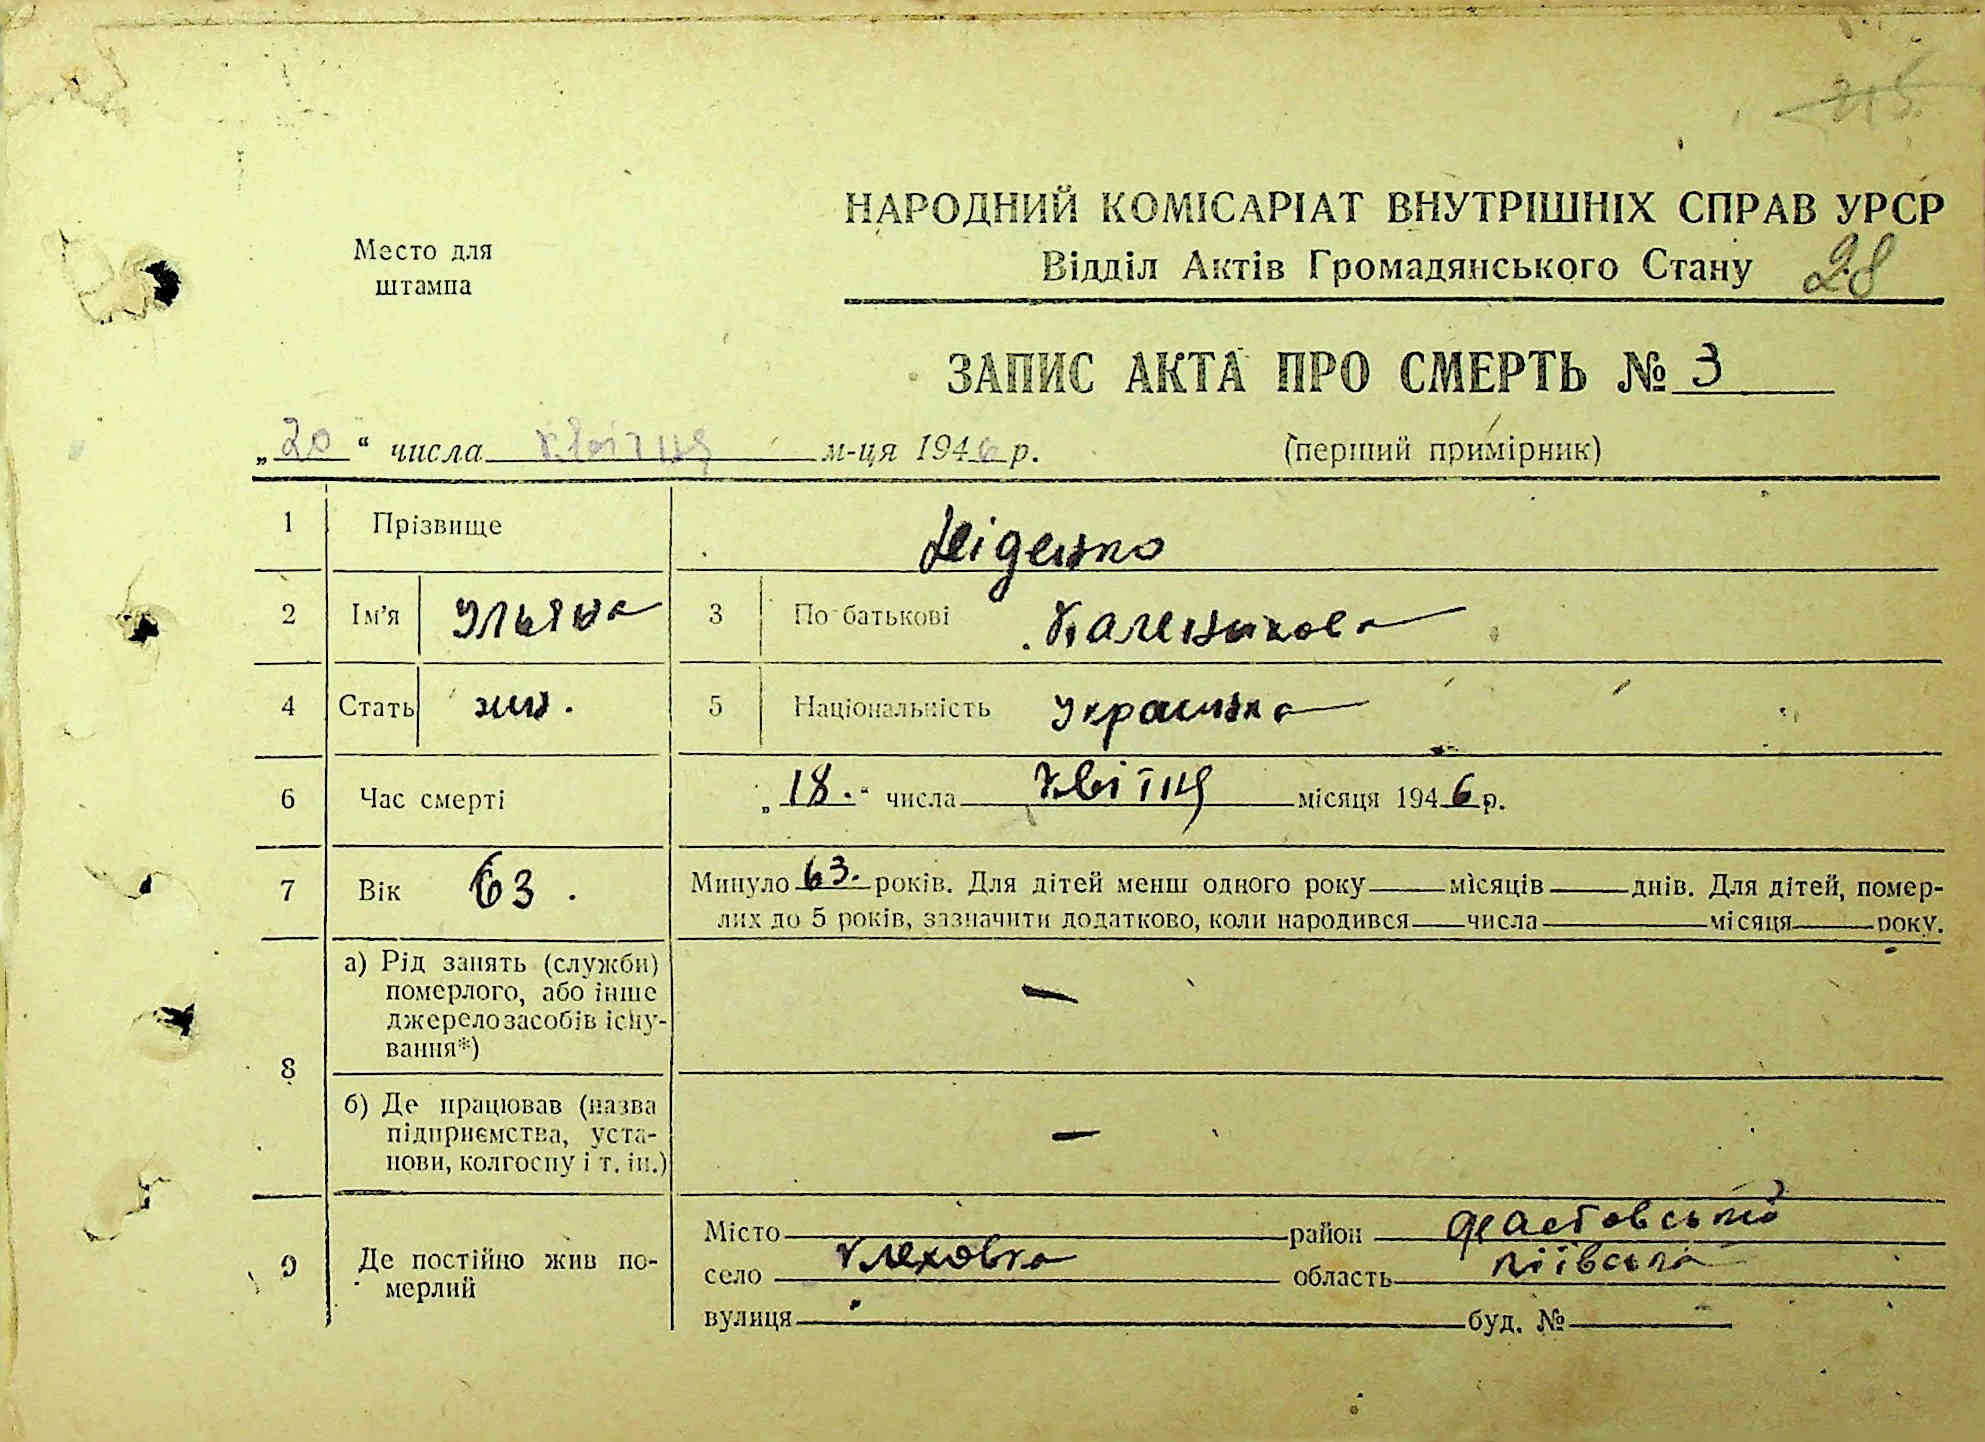 215
НАРОДНИЙ КОМІСАРІАТ ВНУТРІШНІХ СПРАВ УРСР
Место для
штампа
Відділ Актів Громадянського Стану 28
ЗАПИС АКТА ПРО СМЕРТЬ № 3
„20“ числа квітня м-ця 1946 р. (перший примірник)
1 Прізвище Діденко
2 Ім'я Уляна 3 По батькові Каленикова
4 Стать жін. 5 Національність Українка
6 Час смерті „18.“ числа квітня місяця 1946 р.
7 Вік 63. Минуло 63. років. Для дітей менш одного року — місяців — днів. Для дітей, помер-
лих до 5 років, зазначити додатково, коли народився — числа — місяця — року.
8 а) Рід занять (служби)
померлого, або інше
джерело засобів існу-
вання*) —
б) Де працював (назва
підприємства, уста-
нови, колгоспу і т. ін.) —
9 Де постійно жив по-
мерлий
Місто район Фастовський
село Клеховка область київська
вулиця буд. №